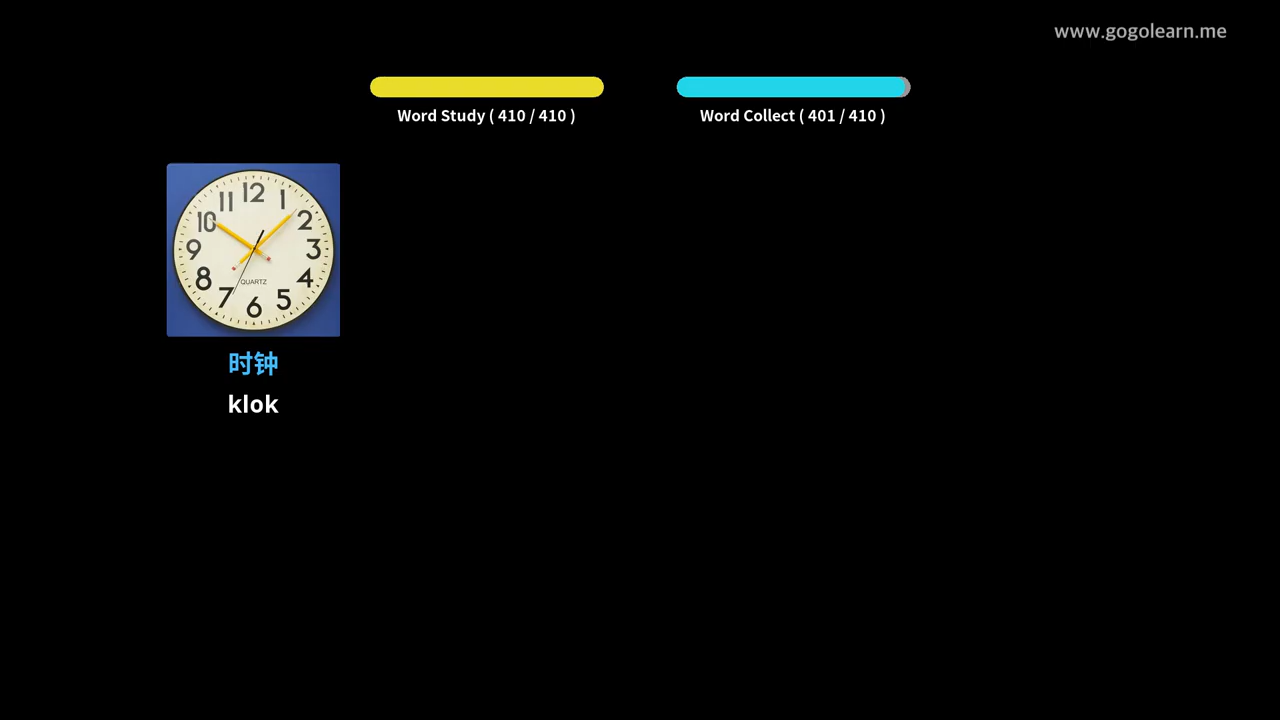 www.gogolearn.me
Word Study ( 410 / 410 )
Word Collect ( 401 / 410 )
12
11
1
10
2
9
3
8
4
7
5
6
QUARTZ
时钟
klok